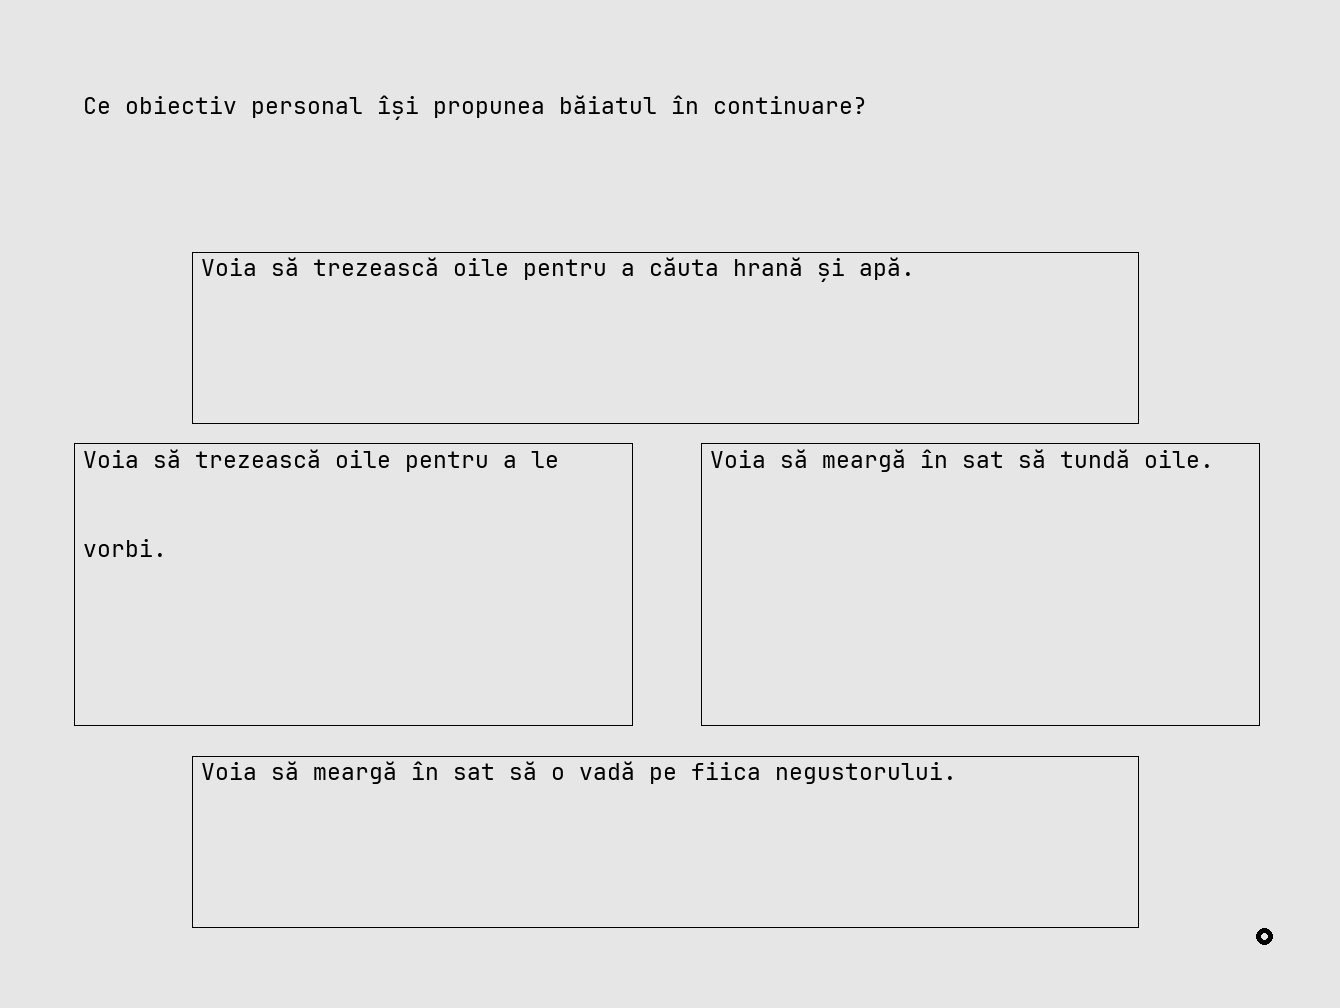 Ce obiectiv personal își propunea băiatul în continuare?
Voia să trezească oile pentru a căuta hrană și apă.
Voia să trezească oile pentru a le
vorbi.
Voia să meargă în sat să tundă oile.
Voia să meargă în sat să o vadă pe fiica negustorului.